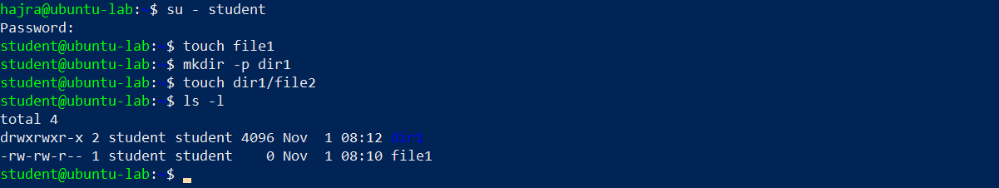 hajra@ubuntu-lab:~$ su - student
Password:
student@ubuntu-lab:~$ touch file1
student@ubuntu-lab:~$ mkdir -p dir1
student@ubuntu-lab:~$ touch dir1/file2
student@ubuntu-lab:~$ ls -l
total 4
drwxrwxr-x 2 student student 4096 Nov  1 08:12 dir1
-rw-rw-r-- 1 student student    0 Nov  1 08:10 file1
student@ubuntu-lab:~$